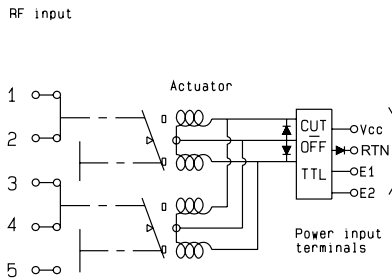 RF input
Actuator
1
2
3
4
5
CUT
OFF
TTL
Vcc
RTN
E1
E2
Power input
terminals